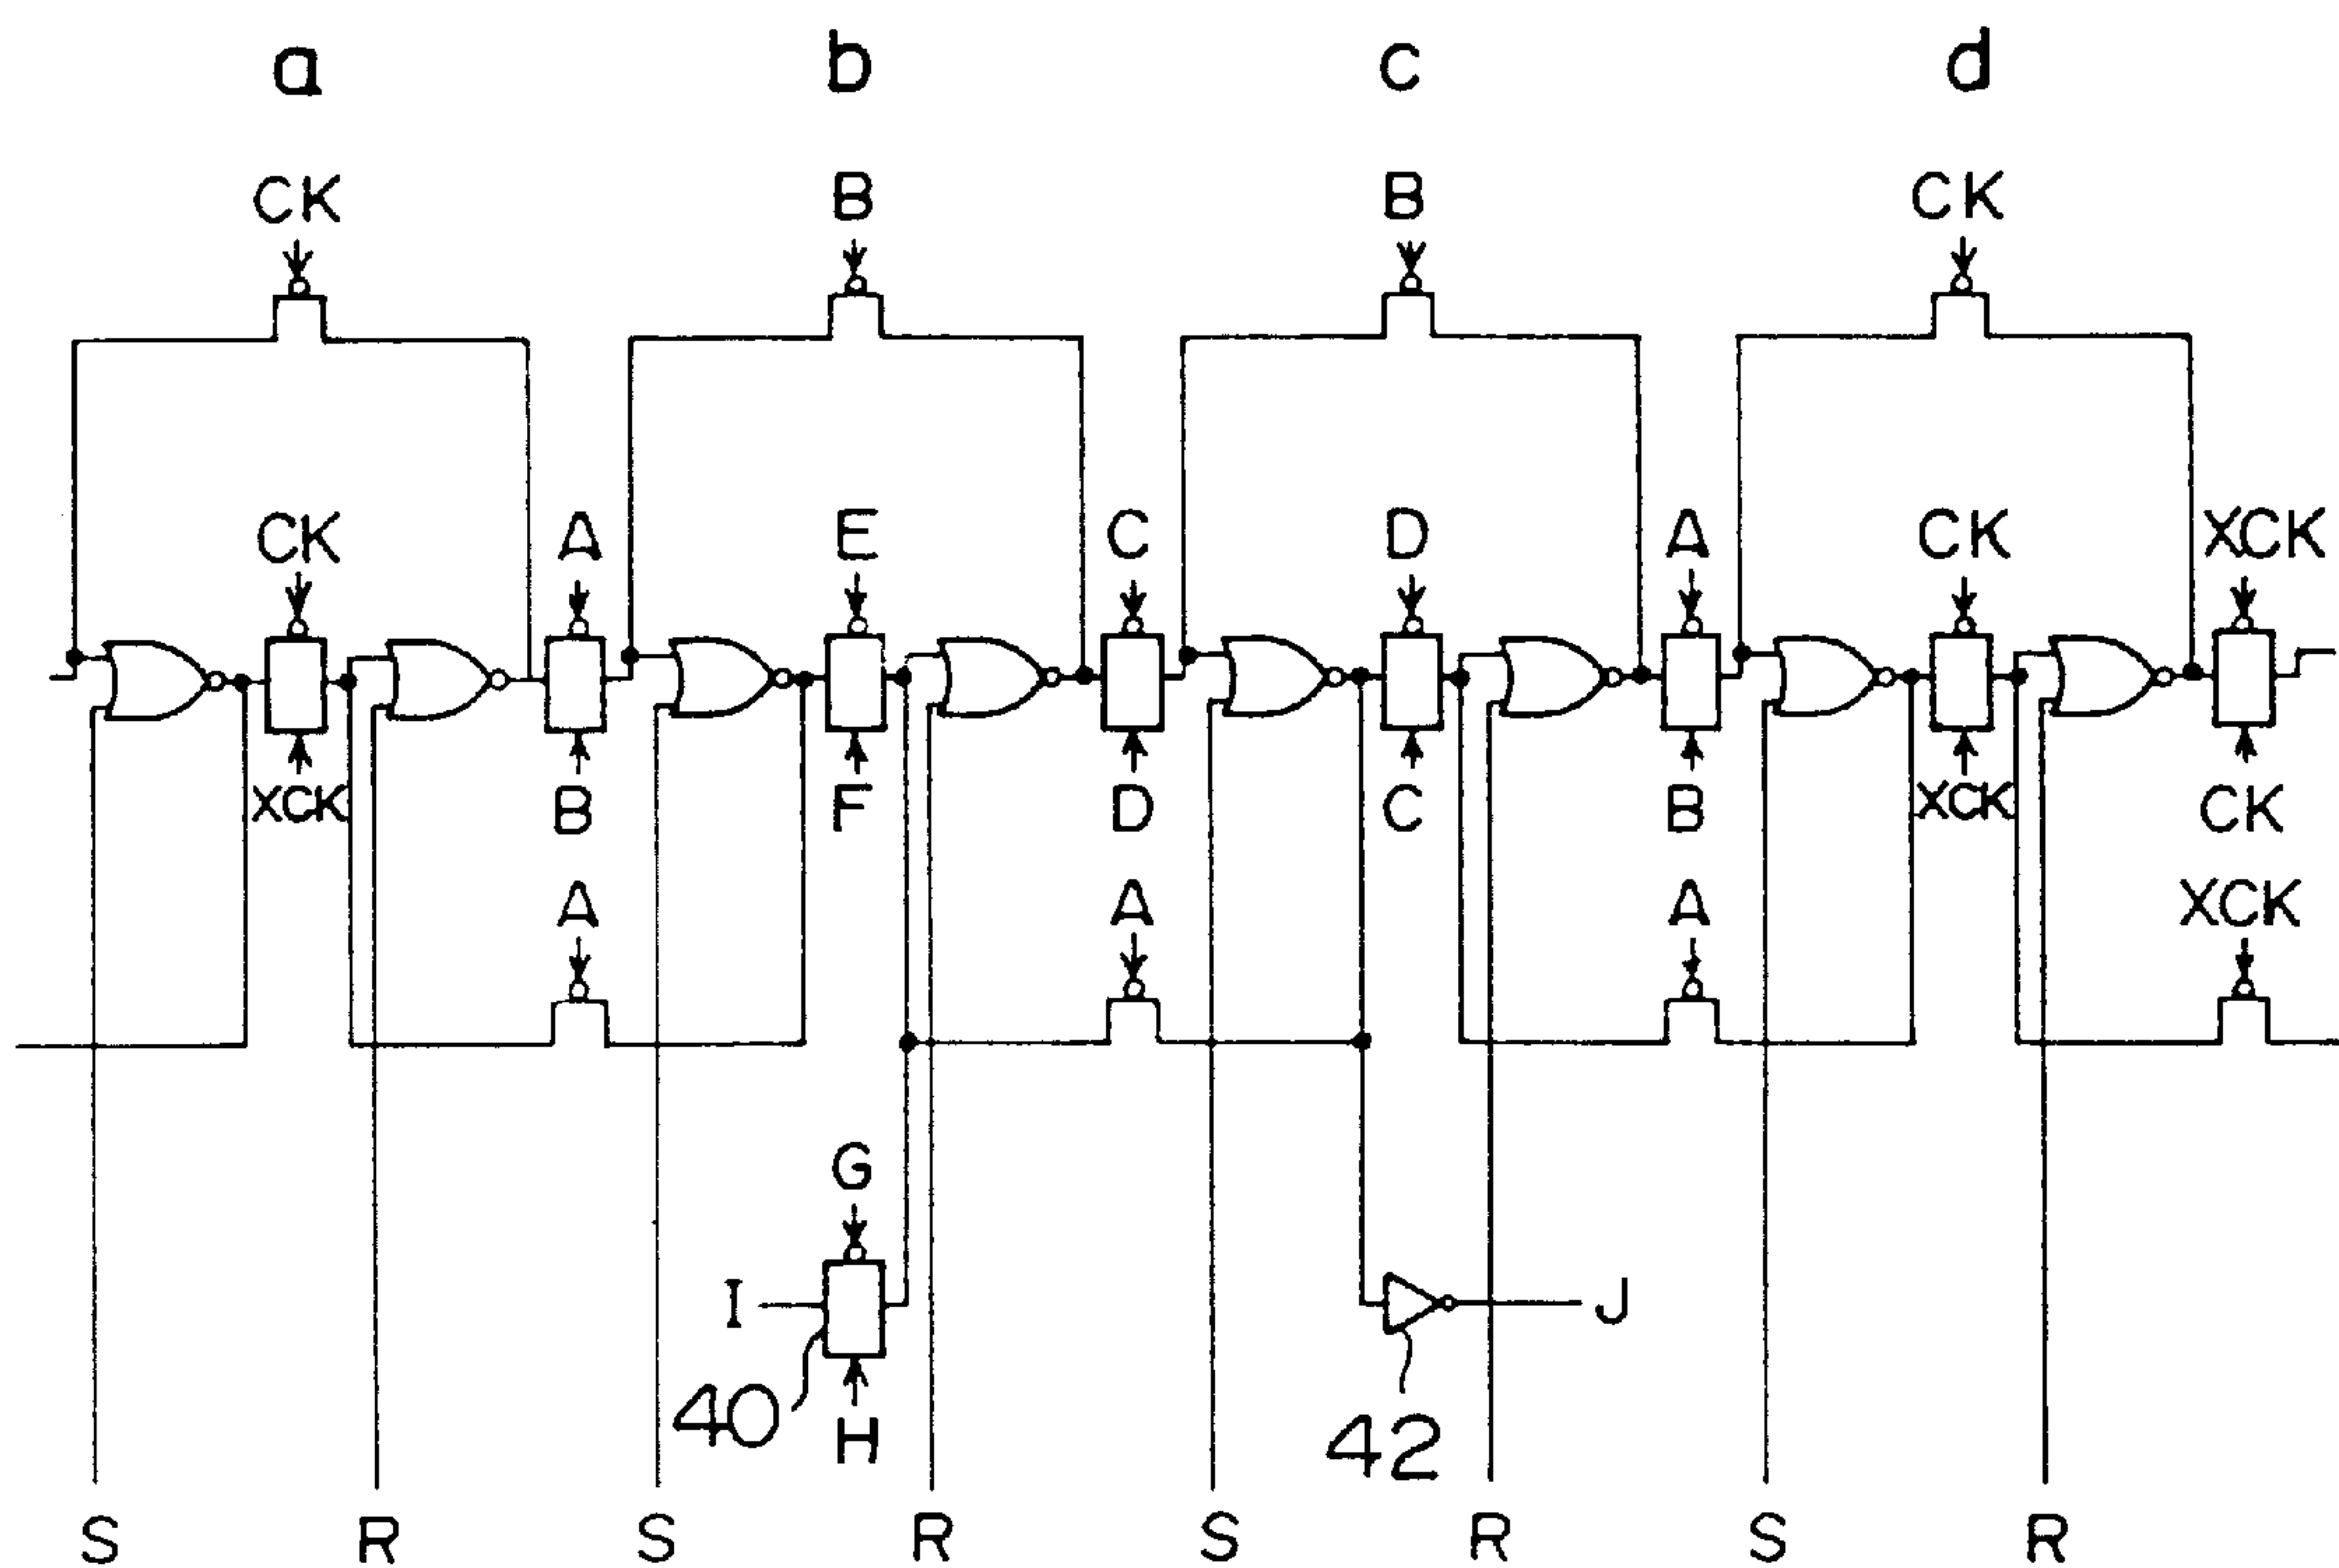 a b c d
CK B B CK
CK A E C D A CK XCK
XCK B F D C B XCK CK
A A A XCK
G
I J
40 H 42
S R S R S R S R